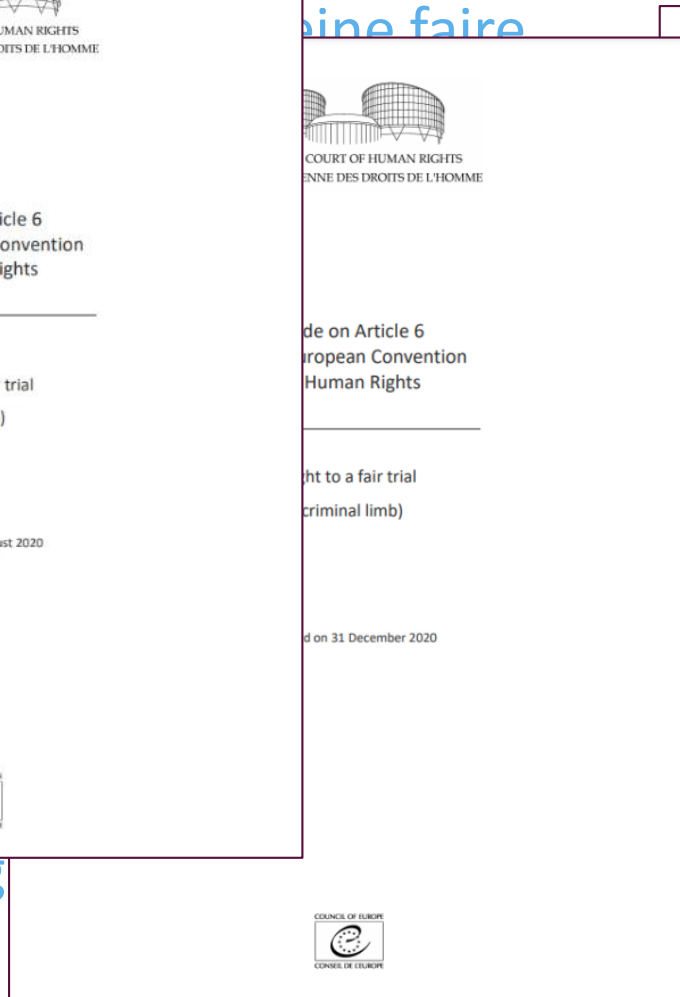 eine faire
UMAN RIGHTS
OITS DE L'HOMME
icle 6
onvention
ights
trial
)
ust 2020
COURT OF HUMAN RIGHTS
ENNE DES DROITS DE L'HOMME
de on Article 6
uropean Convention
Human Rights
ght to a fair trial
criminal limb)
d on 31 December 2020
COUNCIL OF EUROPE
CONSEIL DE L'EUROPE